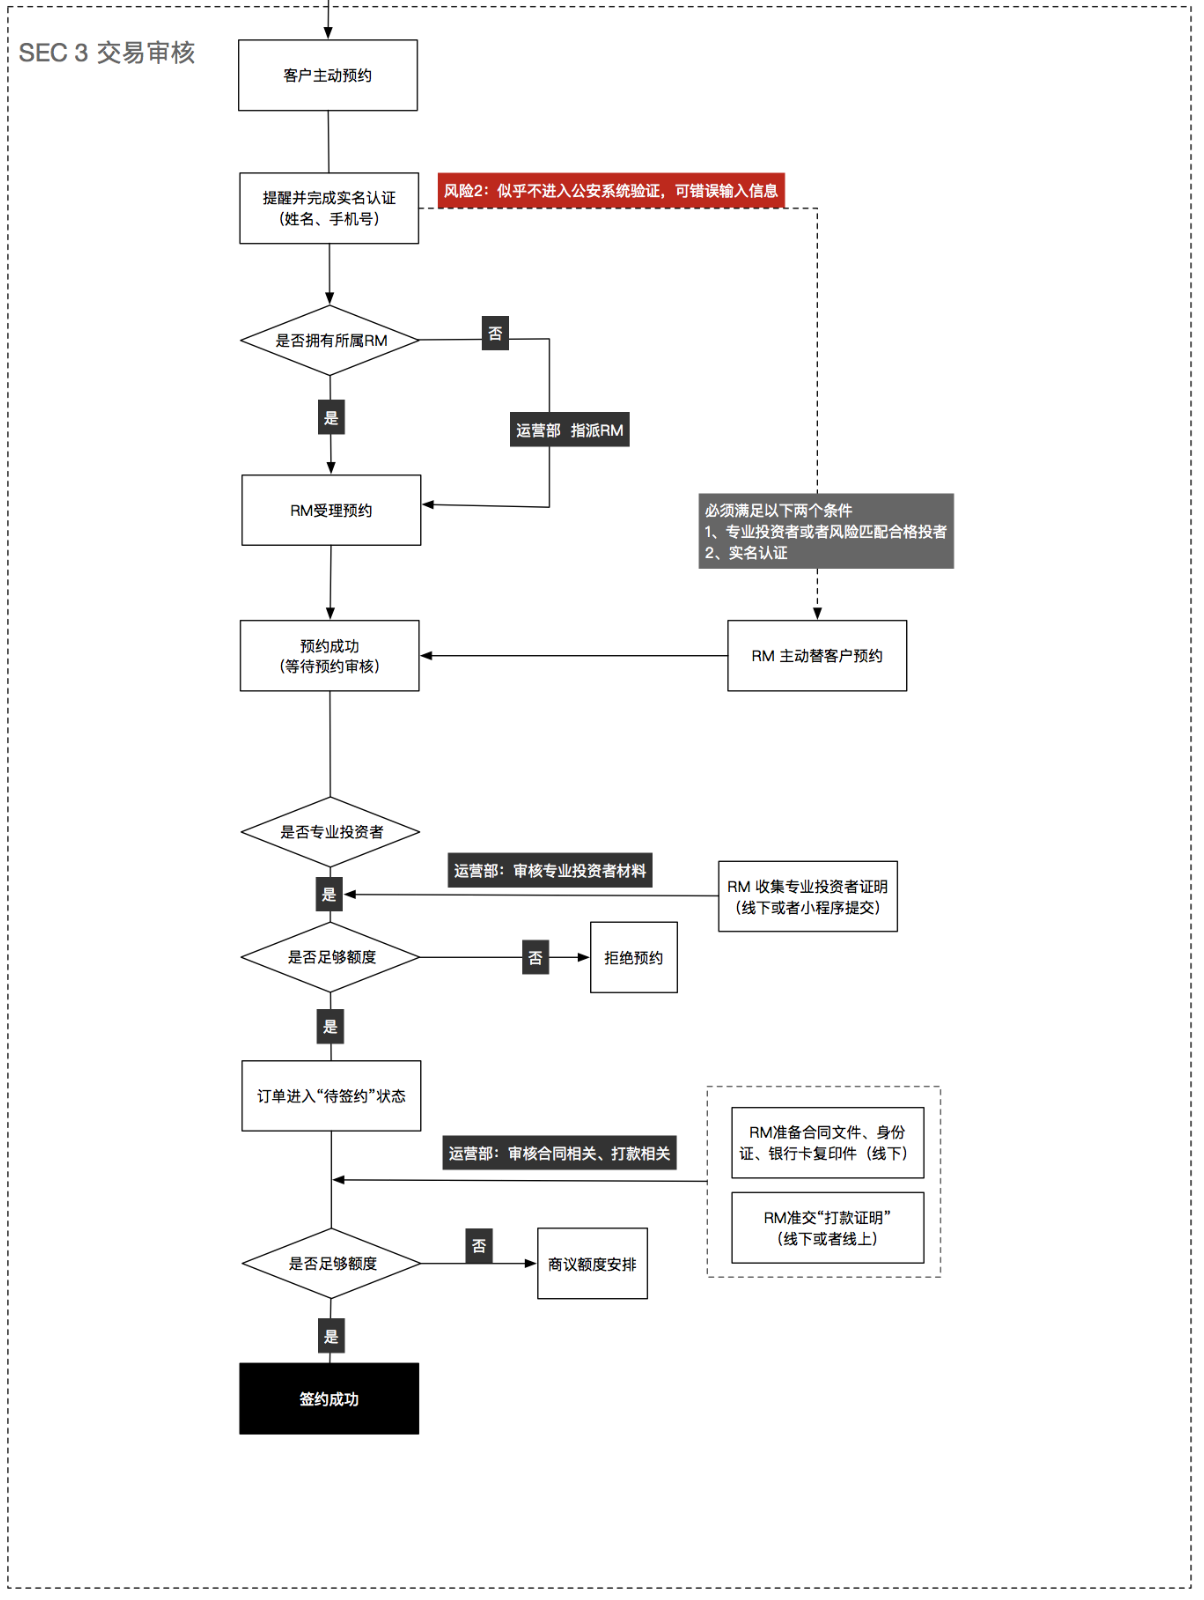 SEC 3 交易审核
客户主动预约
提醒并完成实名认证
（姓名、手机号）
风险2：似乎不进入公安系统验证，可错误输入信息
是否拥有所属RM
否
是
运营部 指派RM
RM受理预约
必须满足以下两个条件
1、专业投资者或者风险匹配合格投者
2、实名认证
预约成功
（等待预约审核）
RM 主动替客户预约
是否专业投资者
运营部：审核专业投资者材料
RM 收集专业投资者证明
（线下或者小程序提交）
是
是否足够额度
否
拒绝预约
是
订单进入“待签约”状态
运营部：审核合同相关、打款相关
RM准备合同文件、身份
证、银行卡复印件（线下）
RM准交“打款证明”
（线下或者线上）
是否足够额度
否
商议额度安排
是
签约成功